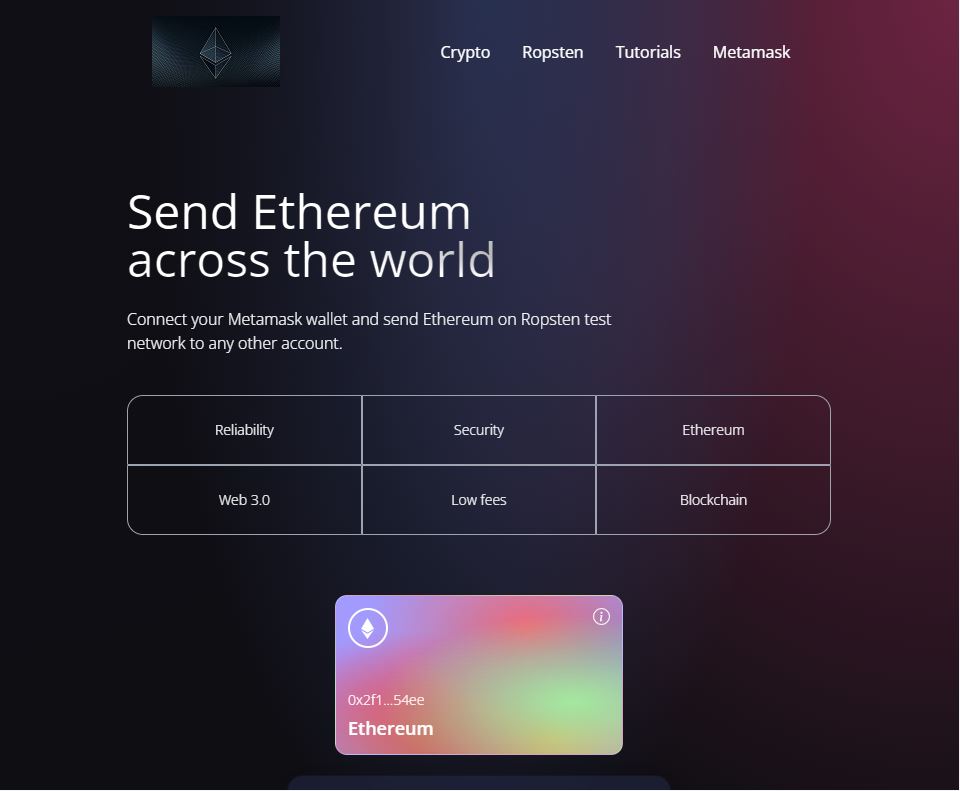 Crypto Ropsten Tutorials Metamask
Send Ethereum
across the world
Connect your Metamask wallet and send Ethereum on Ropsten test
network to any other account.
Reliability Security Ethereum
Web 3.0 Low fees Blockchain
0x2f1...54ee
Ethereum